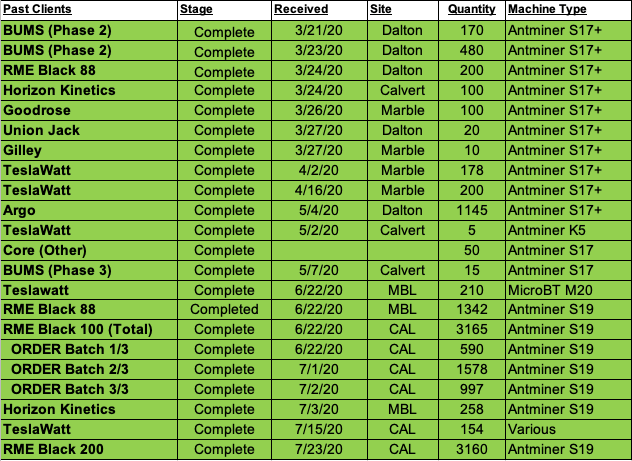 Past Clients Stage Received Site Quantity Machine Type
BUMS (Phase 2) Complete 3/21/20 Dalton 170 Antminer S17+
BUMS (Phase 2) Complete 3/23/20 Dalton 480 Antminer S17+
RME Black 88 Complete 3/24/20 Dalton 200 Antminer S17+
Horizon Kinetics Complete 3/24/20 Calvert 100 Antminer S17+
Goodrose Complete 3/26/20 Marble 100 Antminer S17+
Union Jack Complete 3/27/20 Dalton 20 Antminer S17+
Gilley Complete 3/27/20 Marble 10 Antminer S17+
TeslaWatt Complete 4/2/20 Marble 178 Antminer S17+
TeslaWatt Complete 4/16/20 Marble 200 Antminer S17+
Argo Complete 5/4/20 Dalton 1145 Antminer S17+
TeslaWatt Complete 5/2/20 Calvert 5 Antminer K5
Core (Other) Complete 50 Antminer S17
BUMS (Phase 3) Complete 5/7/20 Calvert 15 Antminer S17
Teslawatt Complete 6/22/20 MBL 210 MicroBT M20
RME Black 88 Completed 6/22/20 MBL 1342 Antminer S19
RME Black 100 (Total) Complete 6/22/20 CAL 3165 Antminer S19
ORDER Batch 1/3 Complete 6/22/20 CAL 590 Antminer S19
ORDER Batch 2/3 Complete 7/1/20 CAL 1578 Antminer S19
ORDER Batch 3/3 Complete 7/2/20 CAL 997 Antminer S19
Horizon Kinetics Complete 7/3/20 MBL 258 Antminer S19
TeslaWatt Complete 7/15/20 CAL 154 Various
RME Black 200 Complete 7/23/20 CAL 3160 Antminer S19